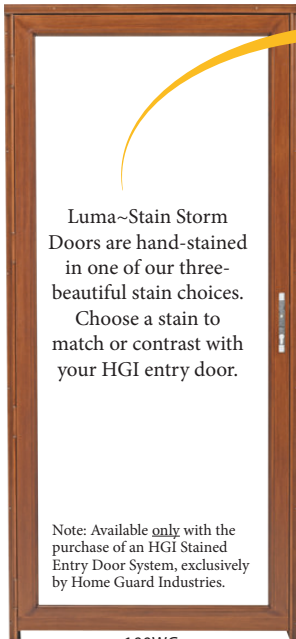 Luma~Stain Storm
Doors are hand-stained
in one of our three-
beautiful stain choices.
Choose a stain to
match or contrast with
your HGI entry door.
Note: Available only with the
purchase of an HGI Stained
Entry Door System, exclusively
by Home Guard Industries.